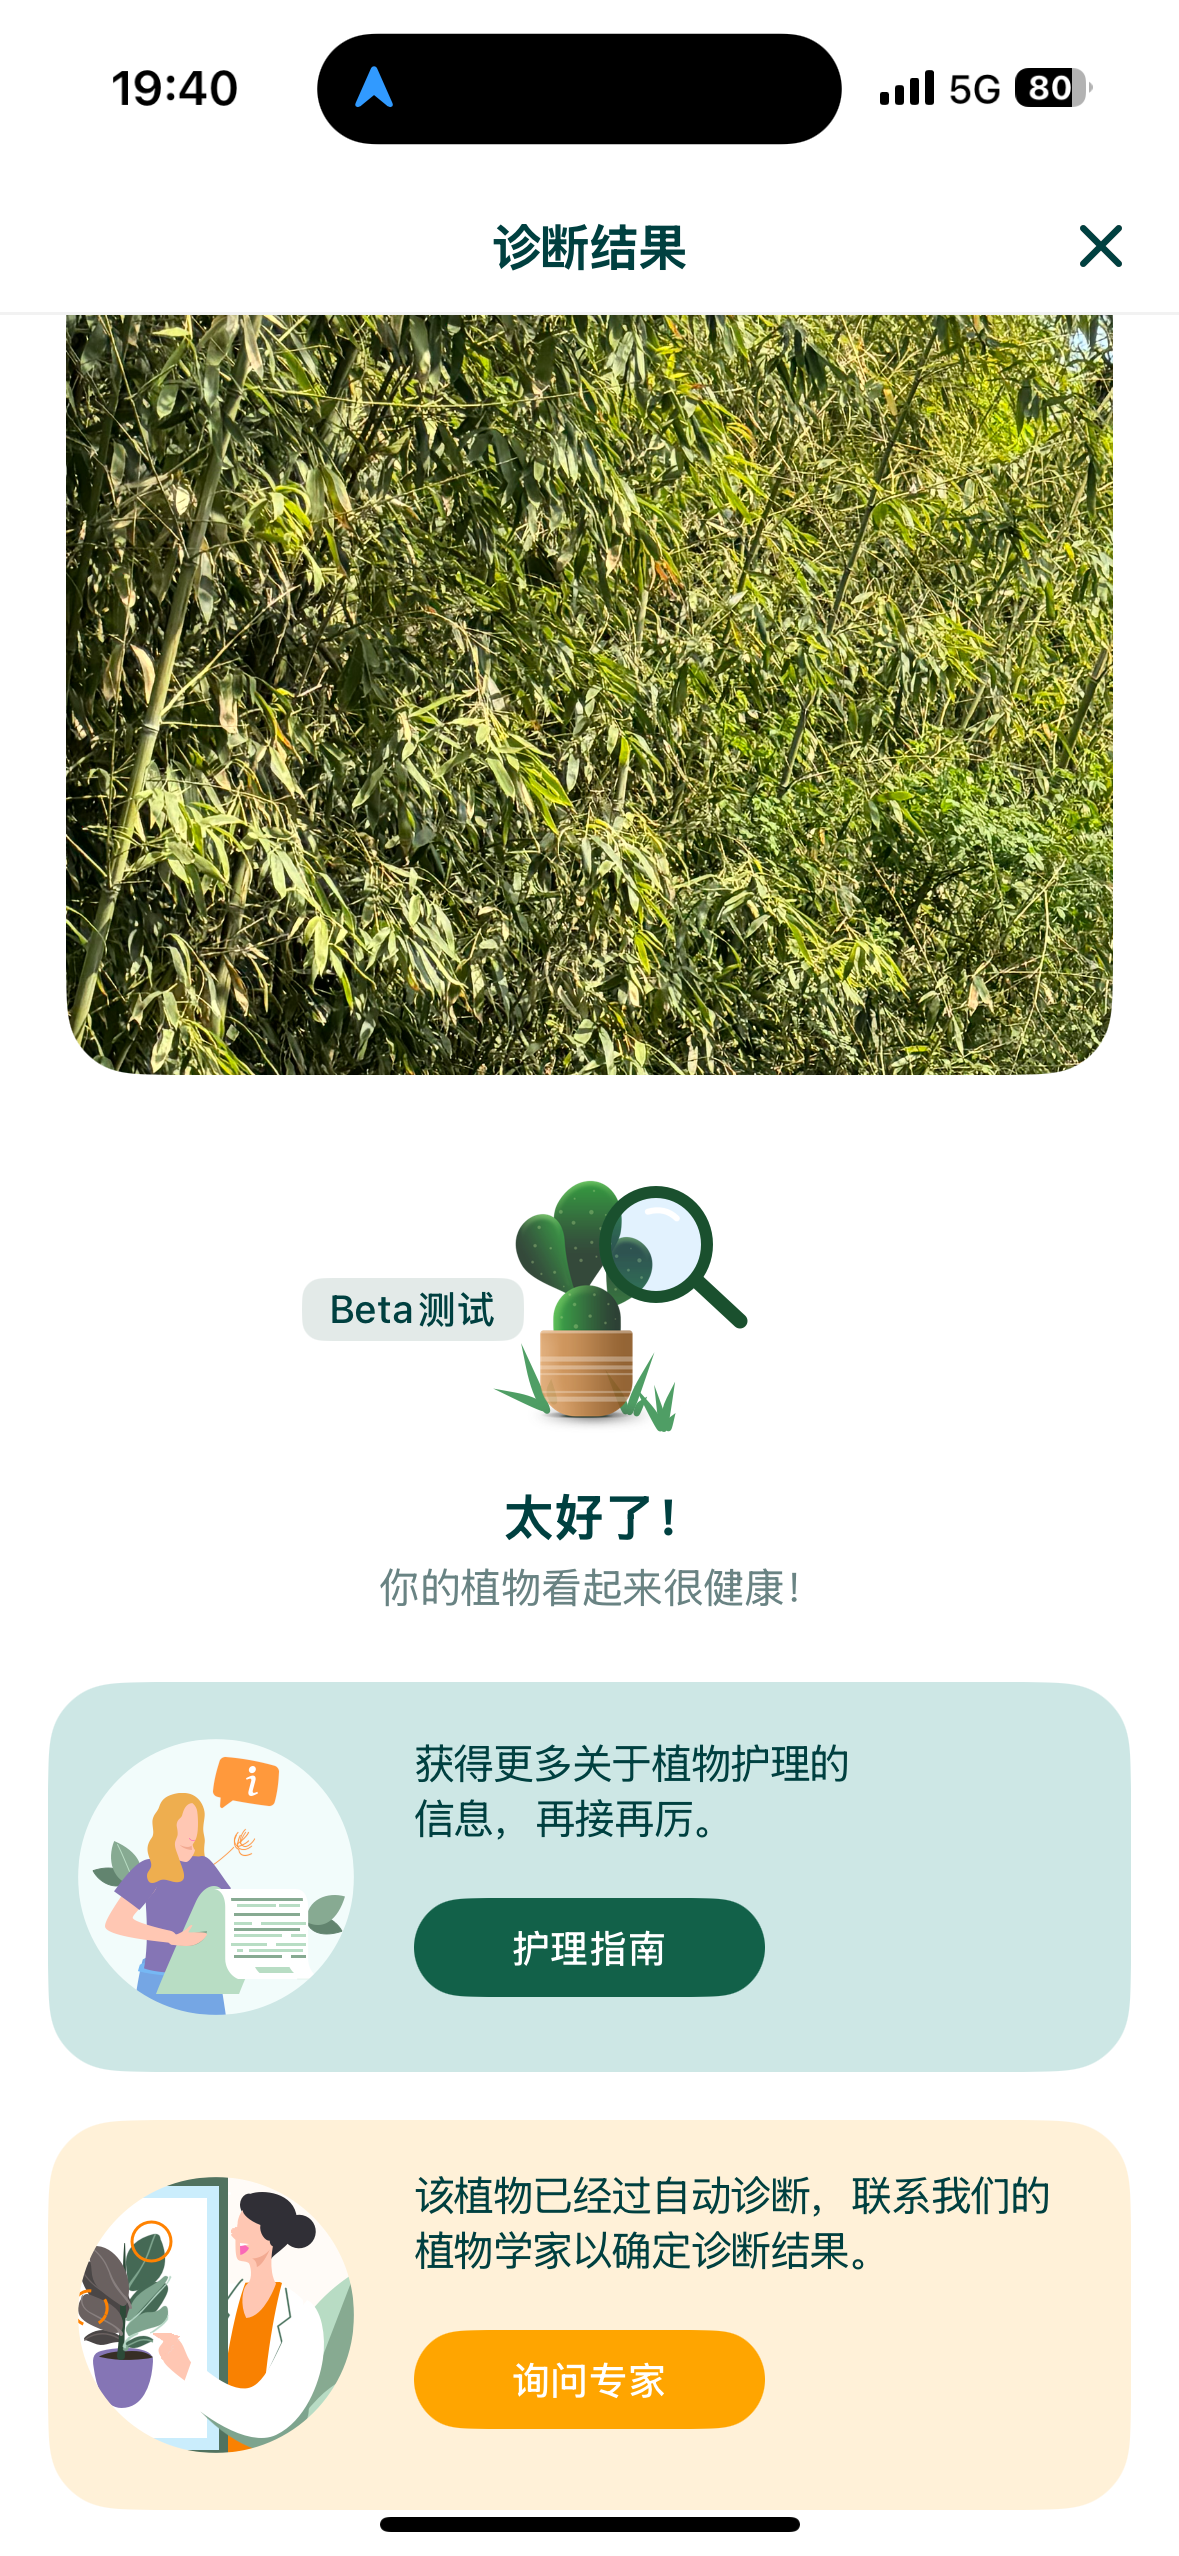 19:40
5G 80
诊断结果
Beta测试
太好了！
你的植物看起来很健康！
i
获得更多关于植物护理的
信息，再接再厉。
护理指南
该植物已经过自动诊断，联系我们的
植物学家以确定诊断结果。
询问专家